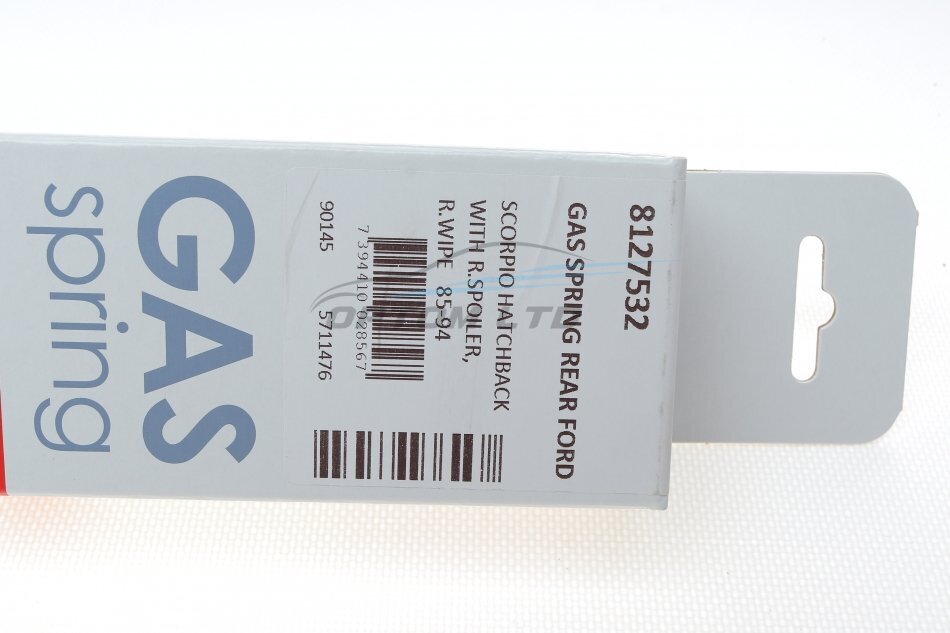 GAS
spring
8127532
GAS SPRING REAR FORD
SCORPIO HATCHBACK
WITH R.SPOILER,
R.WIPE 85-94
7 394410 028567
90145 5711476